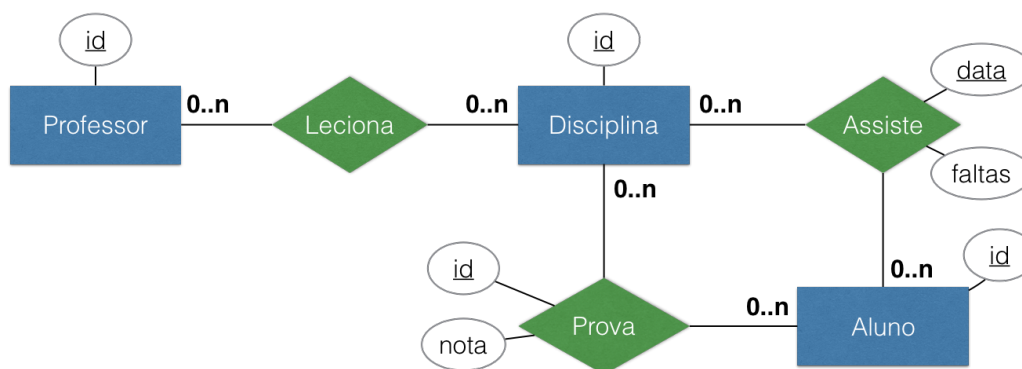 id
id
data
Professor
0..n
Leciona
0..n
Disciplina
0..n
Assiste
faltas
0..n
id
id
0..n
nota
Prova
0..n
Aluno